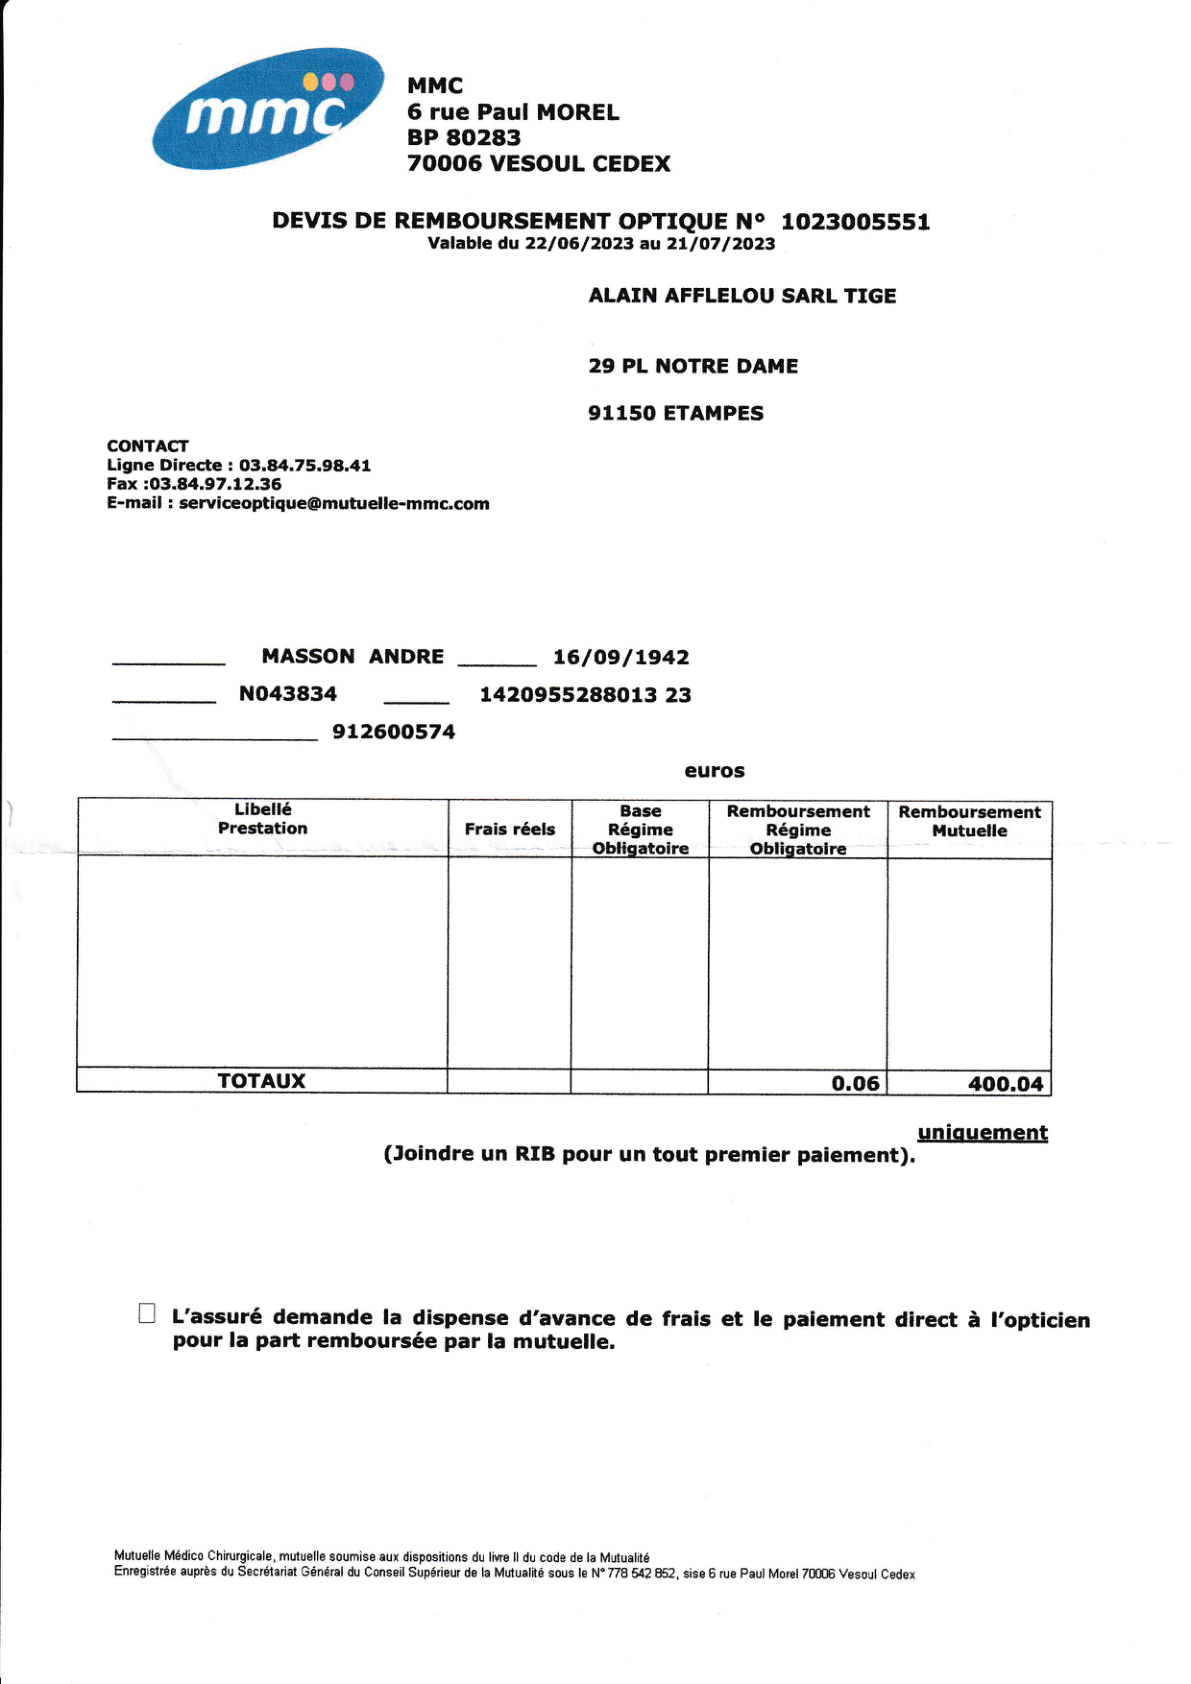 mmc
MMC
6 rue Paul MOREL
BP 80283
70006 VESOUL CEDEX
DEVIS DE REMBOURSEMENT OPTIQUE N° 1023005551
Valable du 22/06/2023 au 21/07/2023
ALAIN AFFLELOU SARL TIGE
29 PL NOTRE DAME
91150 ETAMPES
CONTACT
Ligne Directe : 03.84.75.98.41
Fax :03.84.97.12.36
E-mail : serviceoptique@mutuelle-mmc.com
MASSON ANDRE 16/09/1942
N043834 1420955288013 23
912600574
euros
Libellé Prestation Frais réels Base Régime Obligatoire Remboursement Régime Obligatoire Remboursement Mutuelle
TOTAUX 0.06 400.04
uniquement
(Joindre un RIB pour un tout premier paiement).
☐ L'assuré demande la dispense d'avance de frais et le paiement direct à l'opticien
pour la part remboursée par la mutuelle.
Mutuelle Médico Chirurgicale, mutuelle soumise aux dispositions du livre II du code de la Mutualité
Enregistrée auprès du Secrétariat Général du Conseil Supérieur de la Mutualité sous le N° 778 542 852, sise 6 rue Paul Morel 70006 Vesoul Cedex